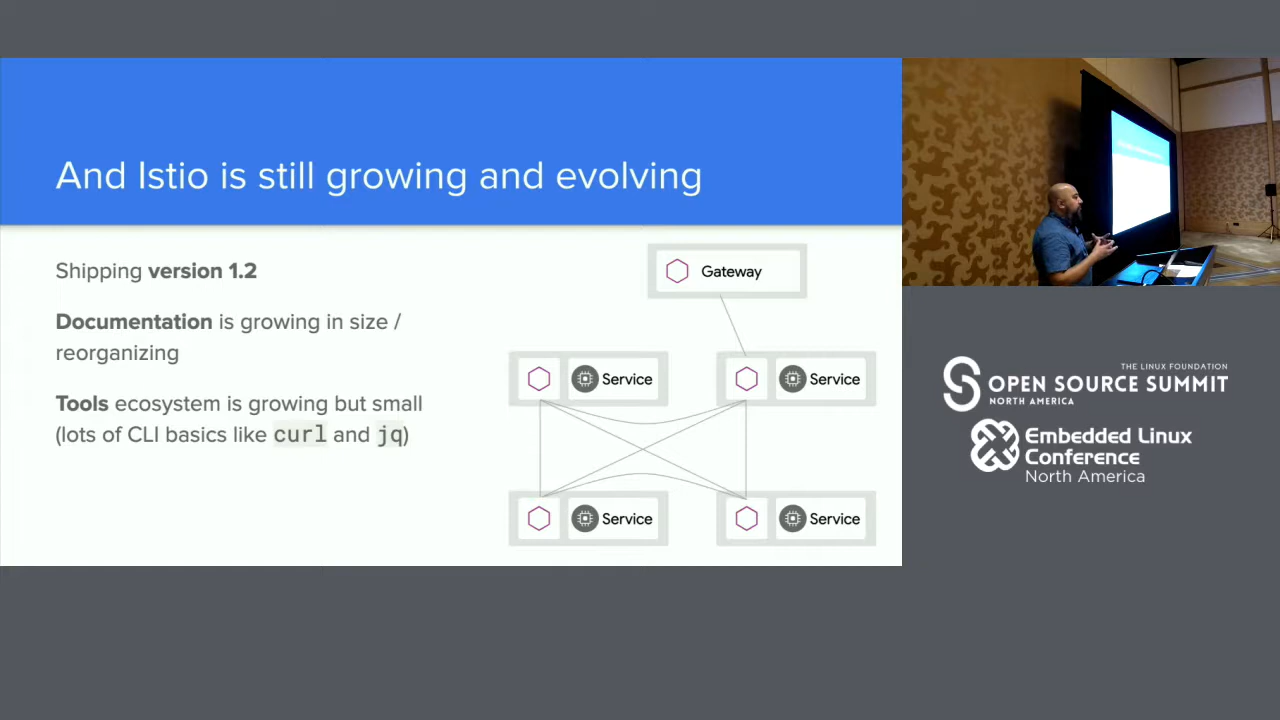 And Istio is still growing and evolving
Shipping version 1.2
Documentation is growing in size /
reorganizing
Tools ecosystem is growing but small
(lots of CLI basics like curl and jq)
Gateway
Service
Service
Service
Service
THE LINUX FOUNDATION
OPEN SOURCE SUMMIT
NORTH AMERICA
Embedded Linux
Conference
North America